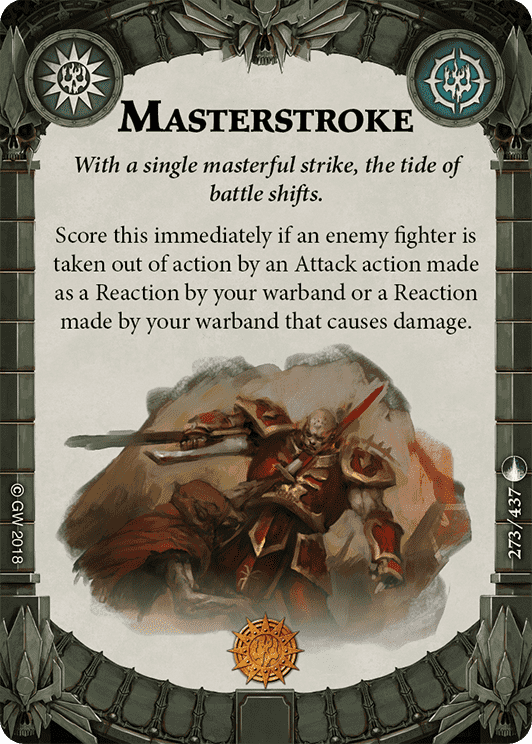 MASTERSTROKE
With a single masterful strike, the tide of
battle shifts.
Score this immediately if an enemy fighter is
taken out of action by an Attack action made
as a Reaction by your warband or a Reaction
made by your warband that causes damage.
© GW 2018
273/437